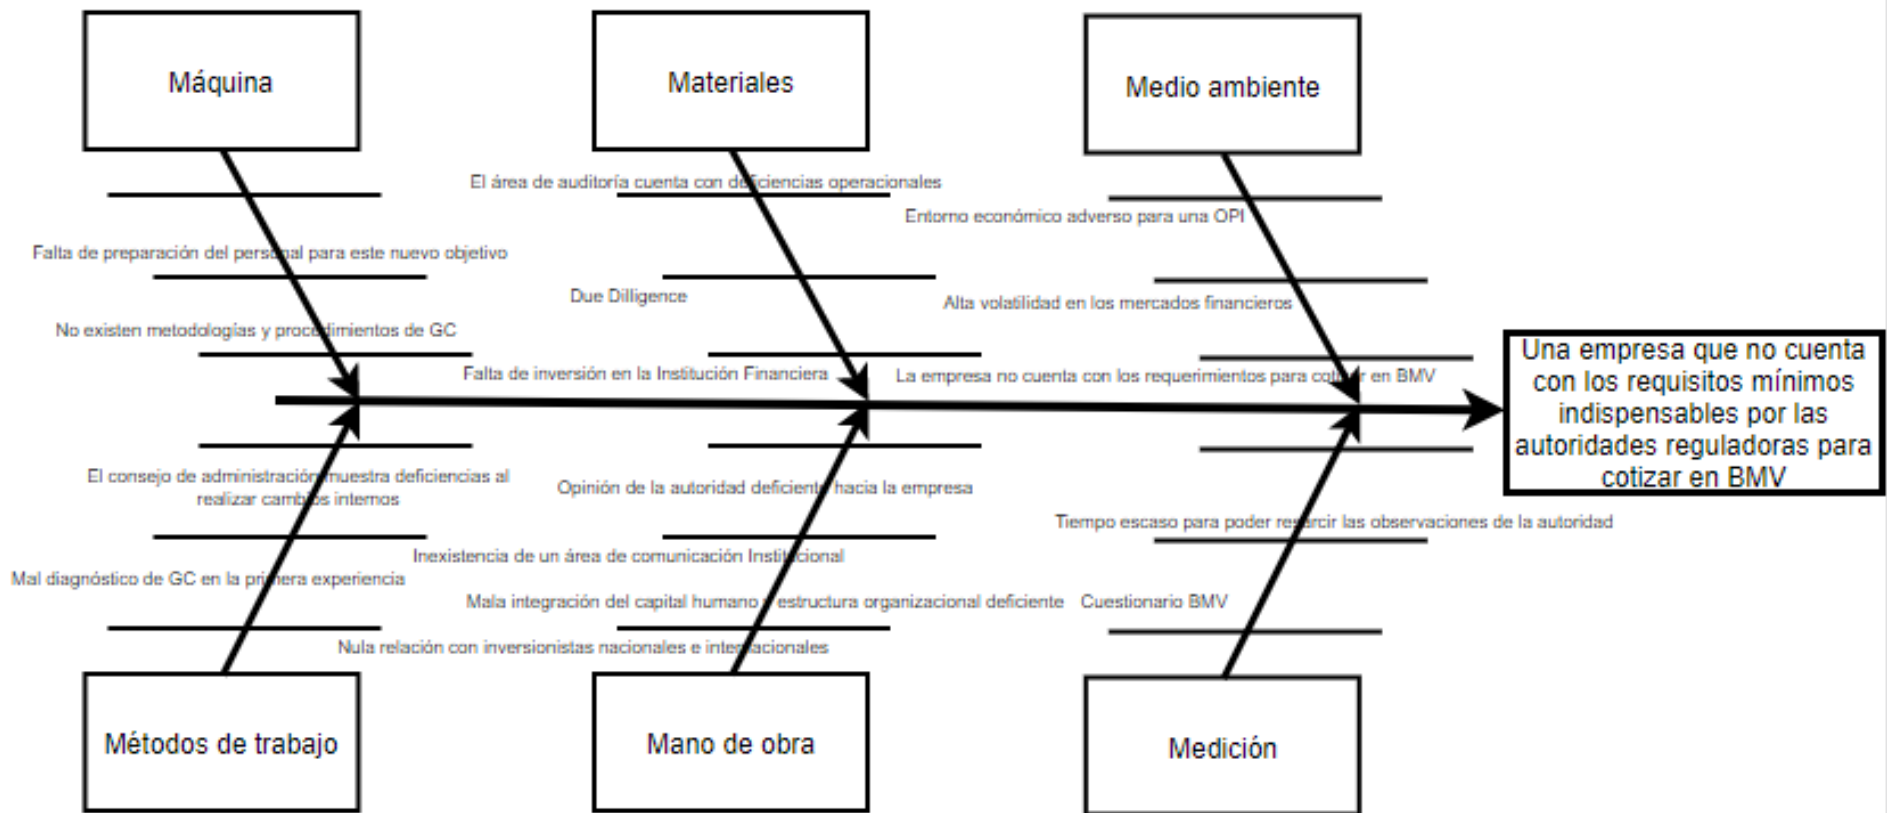 Máquina
Materiales
Medio ambiente
El área de auditoría cuenta con deficiencias operacionales
Entorno económico adverso para una OPI
Falta de preparación del personal para este nuevo objetivo
Due Dilligence
Alta volatilidad en los mercados financieros
No existen metodologías y procedimientos de GC
Falta de inversión en la Institución Financiera
La empresa no cuenta con los requerimientos para cotizar en BMV
Una empresa que no cuenta
con los requisitos mínimos
indispensables por las
autoridades reguladoras para
cotizar en BMV
El consejo de administración muestra deficiencias al
realizar cambios internos
Opinión de la autoridad deficiente hacia la empresa
Tiempo escaso para poder resarcir las observaciones de la autoridad
Inexistencia de un área de comunicación Institucional
Mal diagnóstico de GC en la primera experiencia
Mala integración del capital humano y estructura organizacional deficiente
Cuestionario BMV
Nula relación con inversionistas nacionales e internacionales
Métodos de trabajo
Mano de obra
Medición